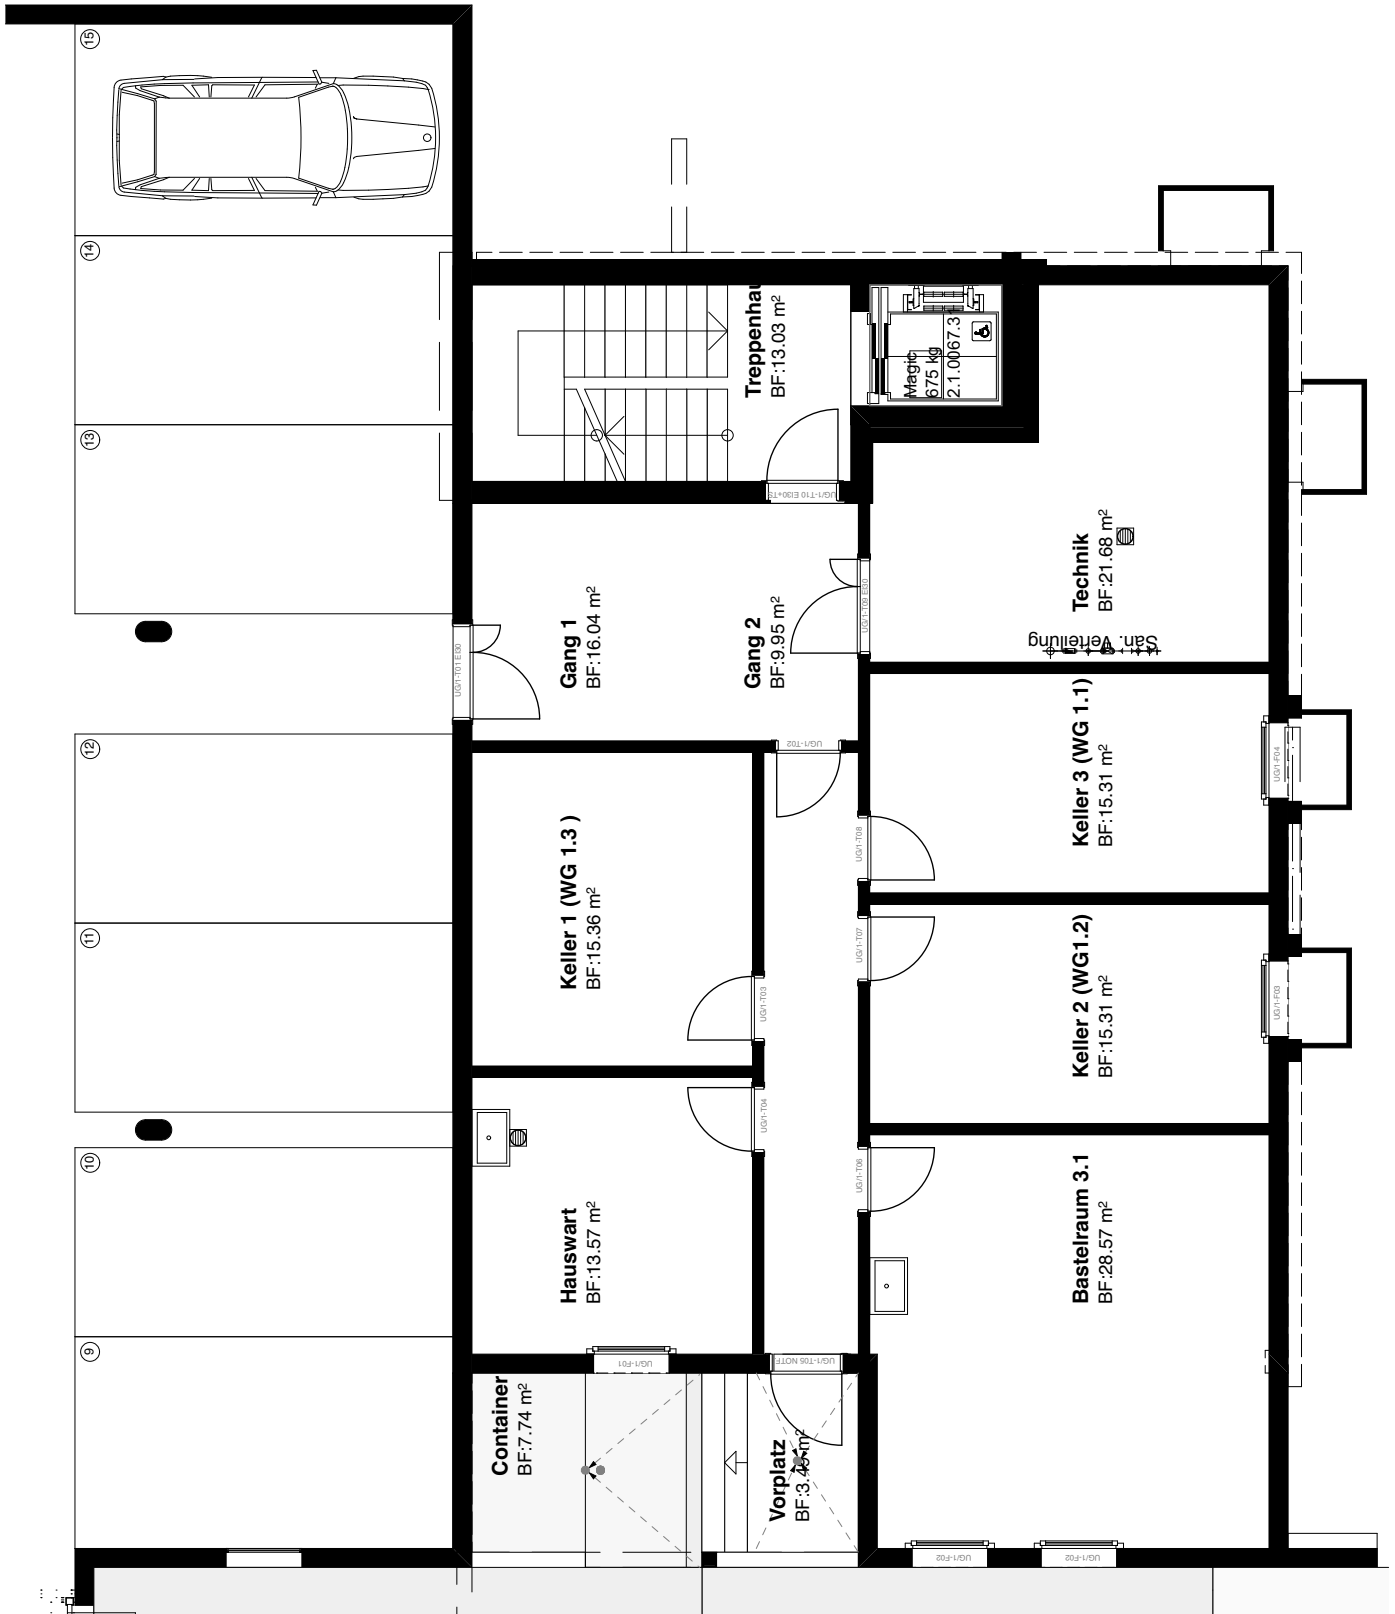 15
14
13
12
11
10
9
Treppenhau
BF:13.03 m²
Magic
675 kg
2.1.0067.3
UG/1-T10 EI30+TS
Gang 1
BF:16.04 m²
Gang 2
BF:9.95 m²
UG/1-T01 EI30
UG/1-T09 EI30
Technik
BF:21.68 m²
San. Verteilung
UG/1-T02
Keller 1 (WG 1.3 )
BF:15.36 m²
UG/1-T03
Keller 3 (WG 1.1)
BF:15.31 m²
UG/1-T08
UG/1-F04
Keller 2 (WG1.2)
BF:15.31 m²
UG/1-T07
UG/1-F03
Hauswart
BF:13.57 m²
UG/1-T04
UG/1-F01
Bastelraum 3.1
BF:28.57 m²
UG/1-T06
UG/1-T05 NOTF
Container
BF:7.74 m²
Vorplatz
UG/1-F02
UG/1-F02